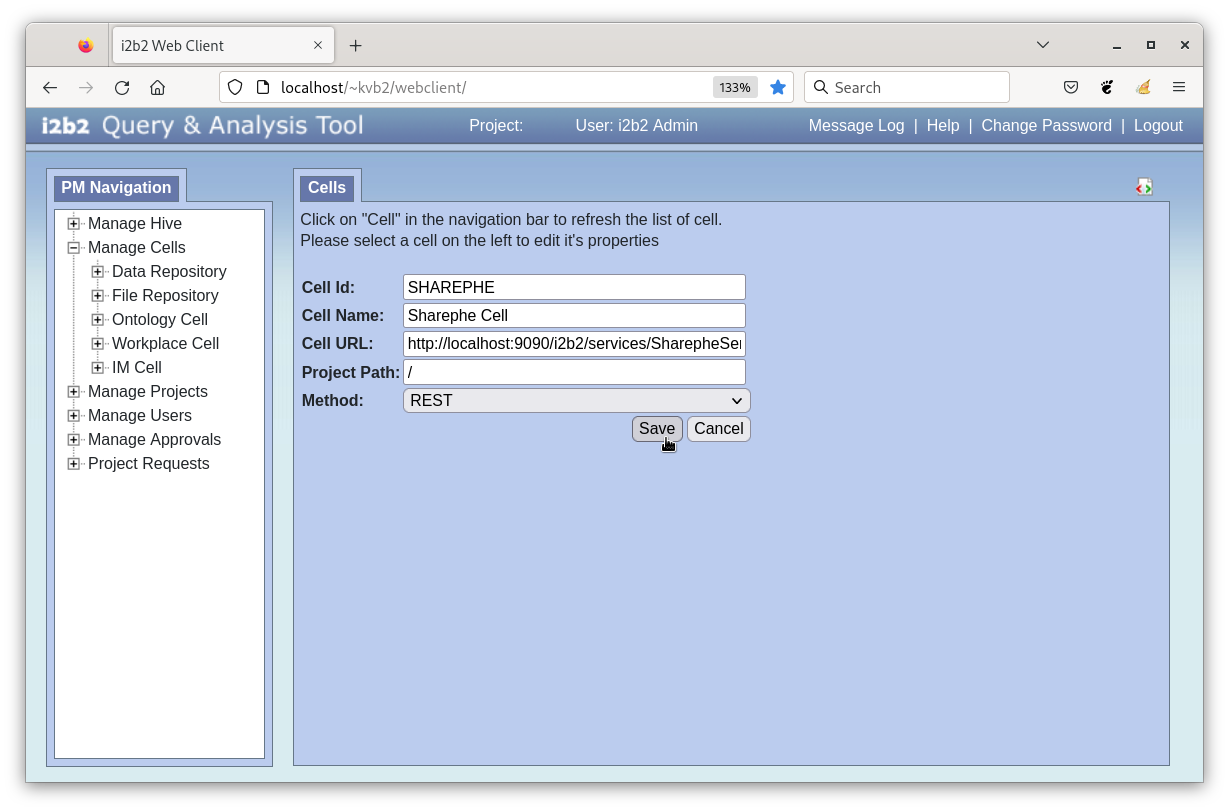 i2b2 Web Client
localhost/~kvb2/webclient/ 133% Search
i2b2 Query & Analysis Tool Project: User: i2b2 Admin Message Log | Help | Change Password | Logout
PM Navigation
Manage Hive
Manage Cells
Data Repository
File Repository
Ontology Cell
Workplace Cell
IM Cell
Manage Projects
Manage Users
Manage Approvals
Project Requests
Cells
Click on "Cell" in the navigation bar to refresh the list of cell.
Please select a cell on the left to edit it's properties
Cell Id: SHAREPHE
Cell Name: Sharephe Cell
Cell URL: http://localhost:9090/i2b2/services/SharepheSer
Project Path: /
Method: REST
Save Cancel